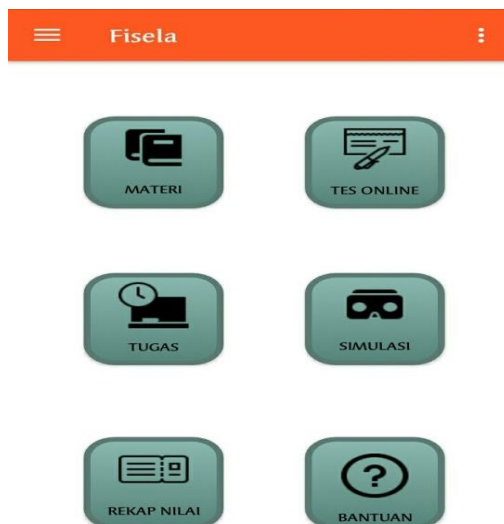 Fisela
MATERI
TES ONLINE
TUGAS
SIMULASI
REKAP NILAI
BANTUAN